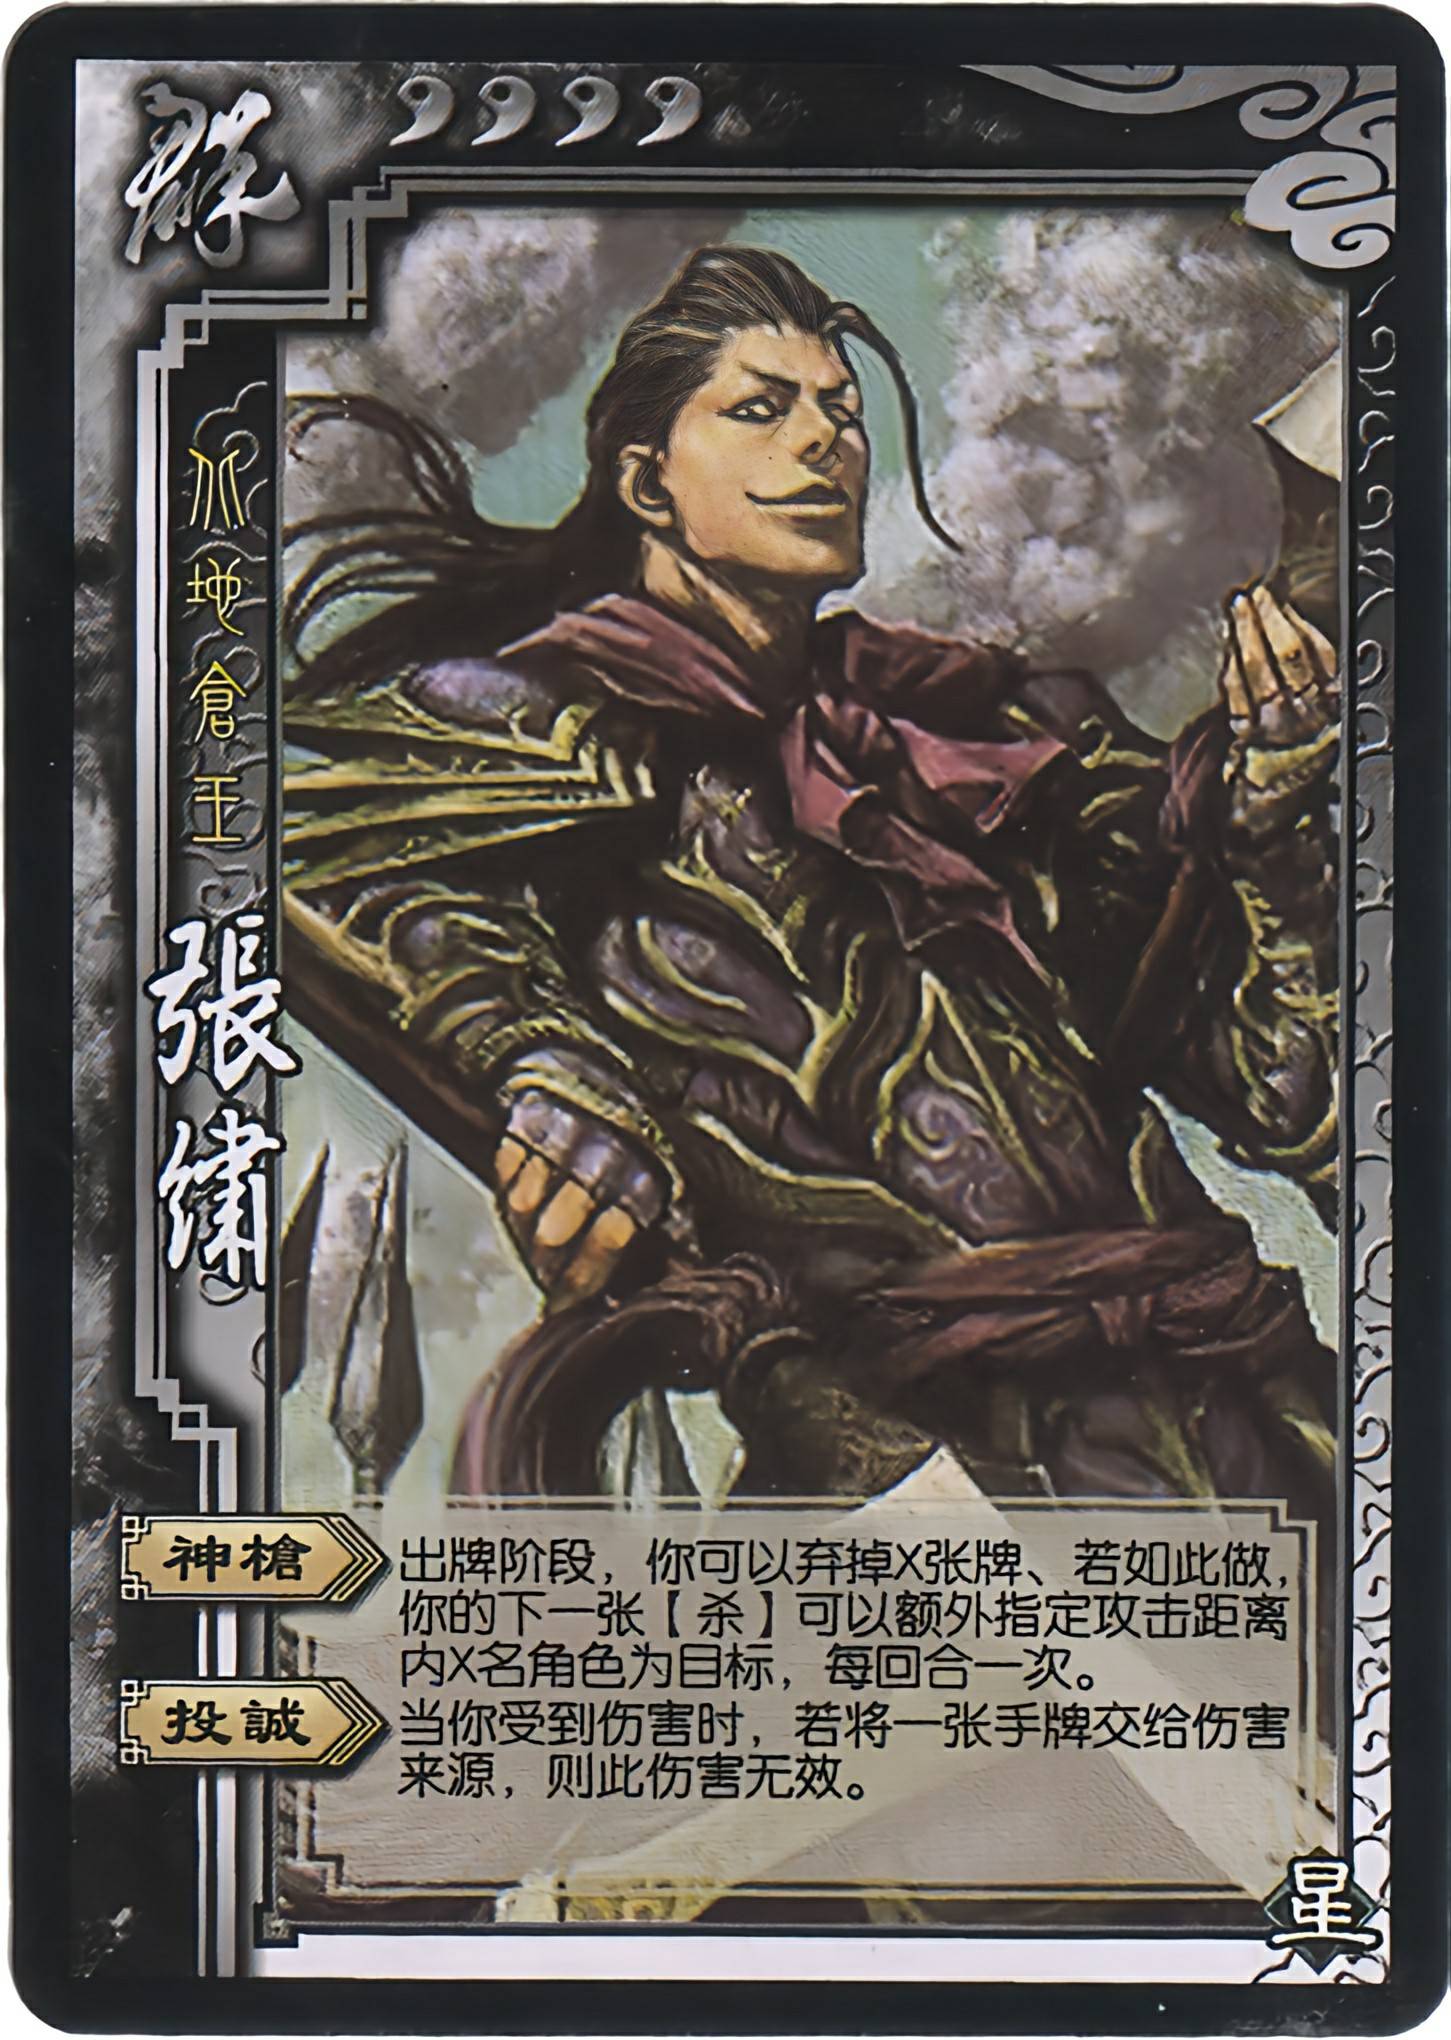 群
北地倉王
張繡
神槍
出牌阶段，你可以弃掉X张牌、若如此做，
你的下一张【杀】可以额外指定攻击距离
内X名角色为目标，每回合一次。
投誠
当你受到伤害时，若将一张手牌交给伤害
来源，则此伤害无效。
星